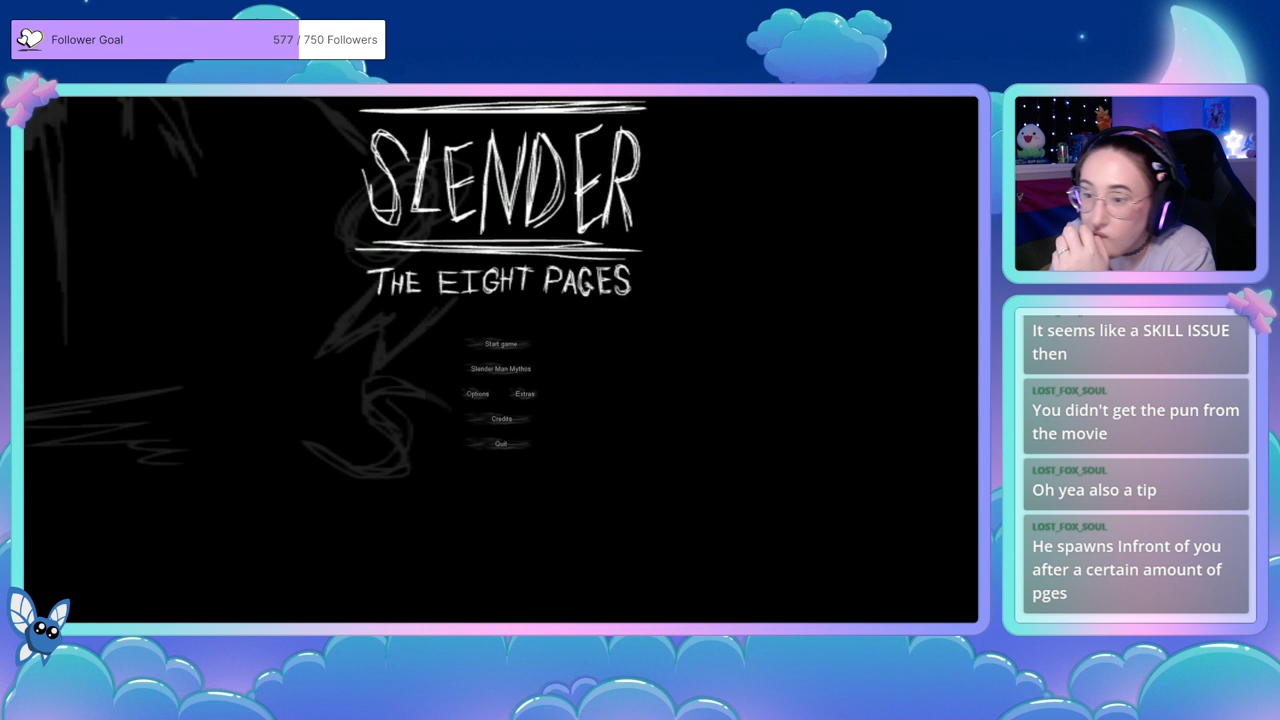 Follower Goal 577 / 750 Followers
SLENDER
THE EIGHT PAGES
Start game
Slender Man Mythos
Options Extras
Credits
Quit
It seems like a SKILL ISSUE
then
LOST_FOX_SOUL
You didn't get the pun from
the movie
LOST_FOX_SOUL
Oh yea also a tip
LOST_FOX_SOUL
He spawns Infront of you
after a certain amount of
pges